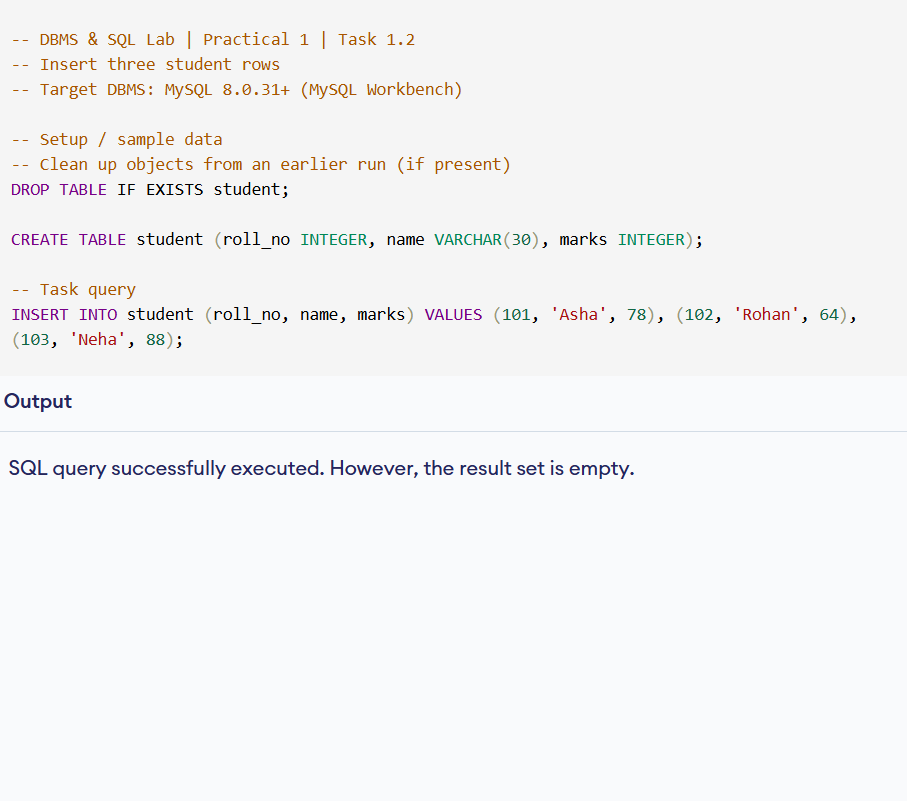 -- DBMS & SQL Lab | Practical 1 | Task 1.2
-- Insert three student rows
-- Target DBMS: MySQL 8.0.31+ (MySQL Workbench)
-- Setup / sample data
-- Clean up objects from an earlier run (if present)
DROP TABLE IF EXISTS student;
CREATE TABLE student (roll_no INTEGER, name VARCHAR(30), marks INTEGER);
-- Task query
INSERT INTO student (roll_no, name, marks) VALUES (101, 'Asha', 78), (102, 'Rohan', 64),
(103, 'Neha', 88);
Output
SQL query successfully executed. However, the result set is empty.